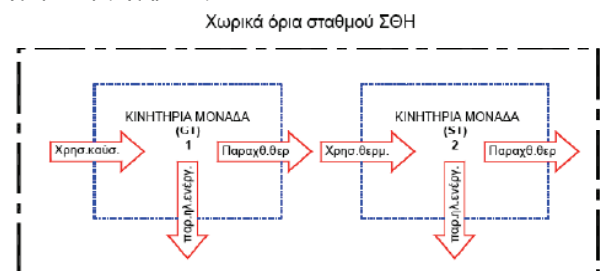 Χωρικά όρια σταθμού ΣΘΗ
ΚΙΝΗΤΗΡΙΑ ΜΟΝΑΔΑ
(GT)
1
Χρησ.καύσ.
Παραχθ.θερ
παρ.ηλ.ενέργ.
ΚΙΝΗΤΗΡΙΑ ΜΟΝΑΔΑ
(ST)
2
Χρησ.θερμ.
Παραχθ.θερ
παρ.ηλ.ενέργ.